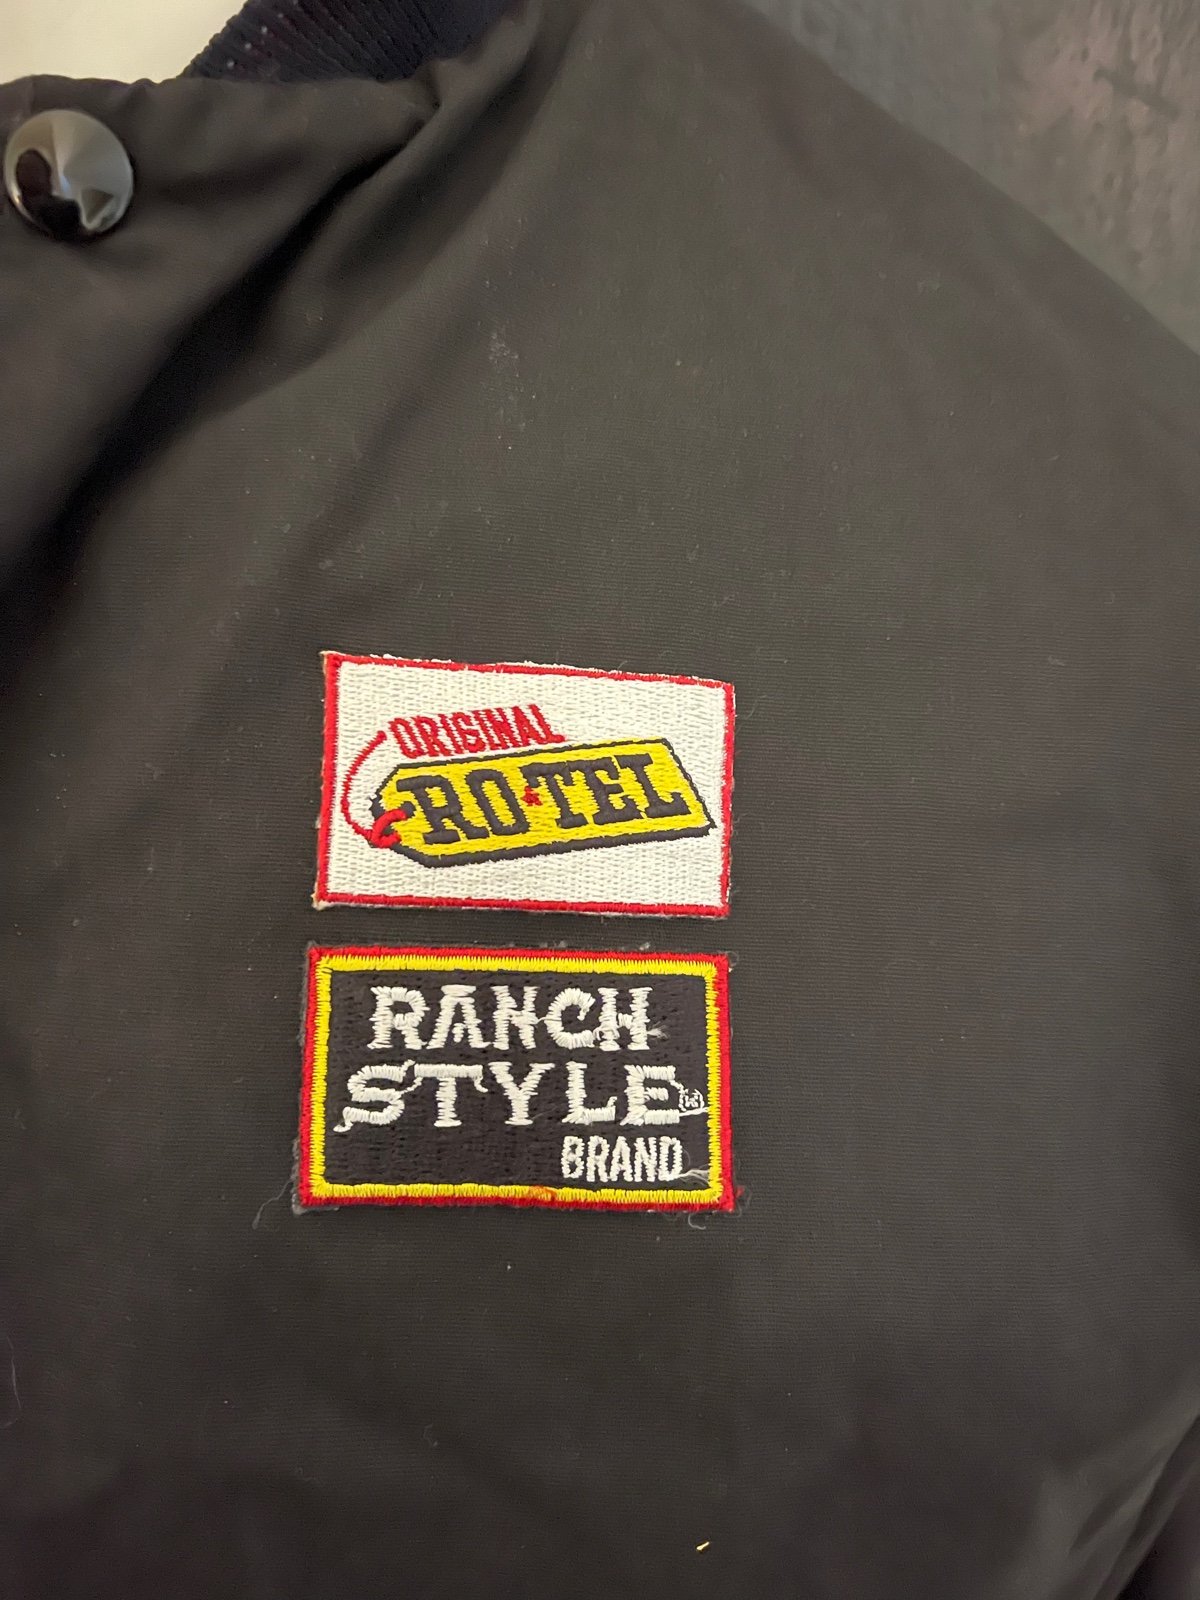 ORIGINAL
RO★TEL
RANCH
STYLE
BRAND